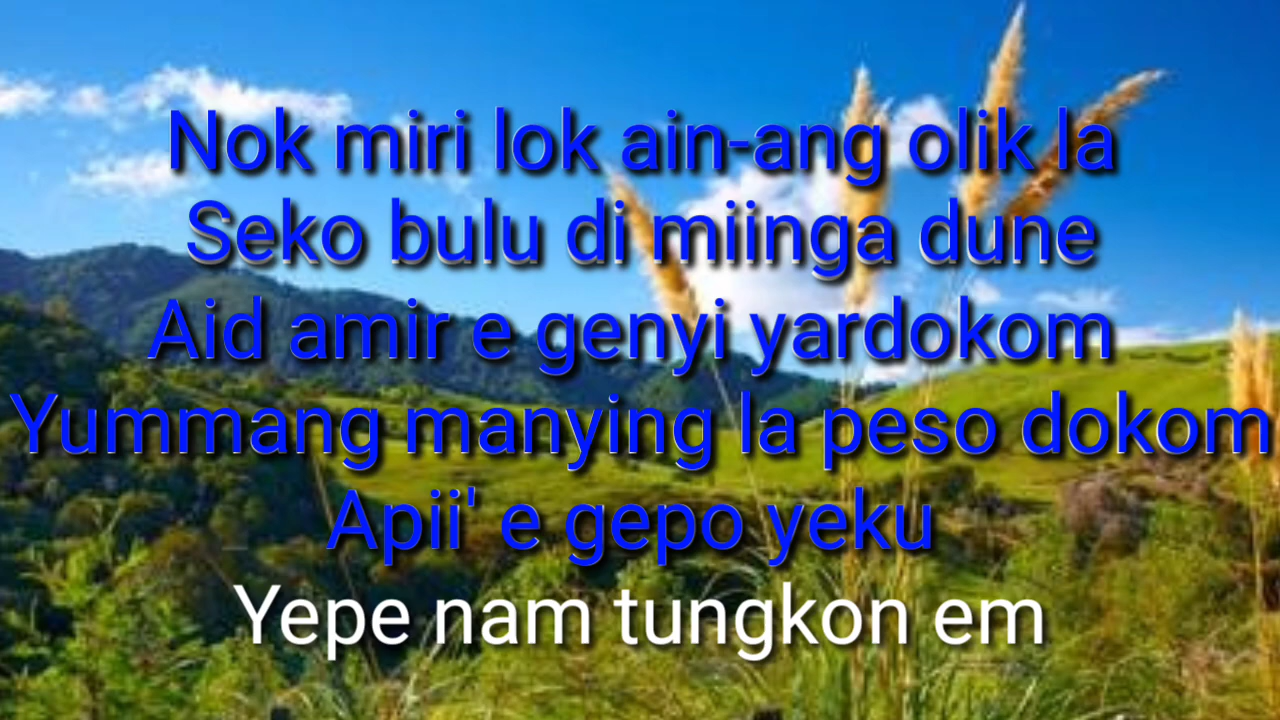 Nok miri lok ain-ang olik la
Seko bulu di miinga dune
Aid amir e genyi yardokom
Yummang manying la peso dokom
Apii' e gepo yeku
Yepe nam tungkon em